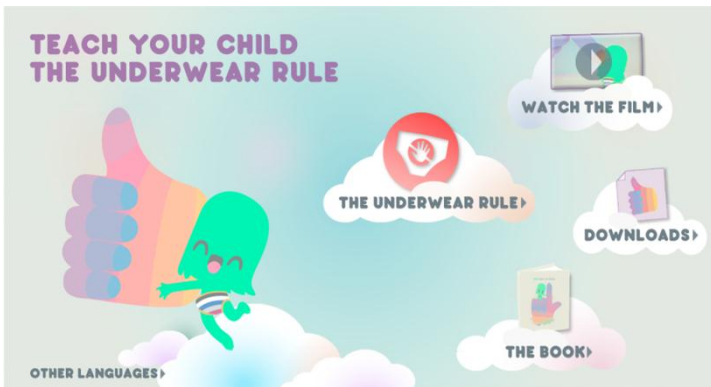 TEACH YOUR CHILD
THE UNDERWEAR RULE
WATCH THE FILM
THE UNDERWEAR RULE
DOWNLOADS
THE BOOK
OTHER LANGUAGES